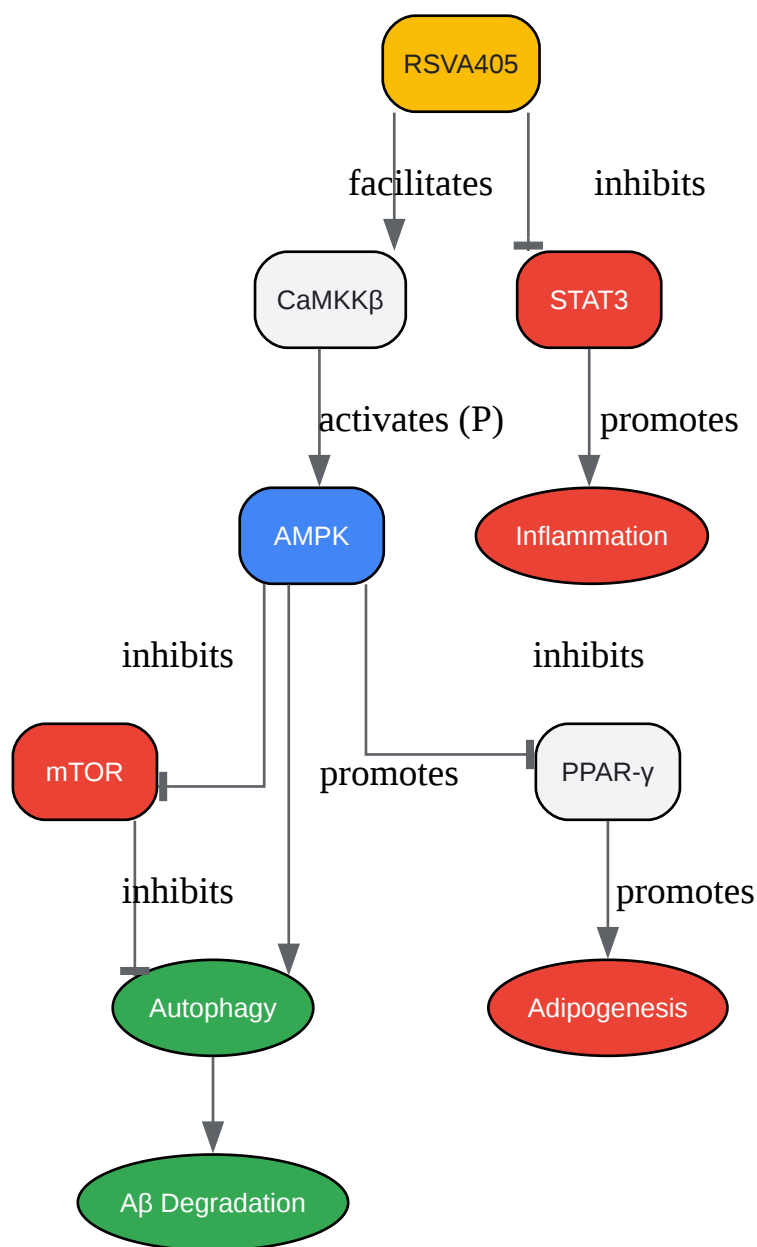 RSVA405
facilitates
inhibits
CaMKKβ
STAT3
activates (P)
promotes
AMPK
Inflammation
inhibits
inhibits
mTOR
promotes
PPAR-γ
inhibits
promotes
Autophagy
Adipogenesis
Aβ Degradation